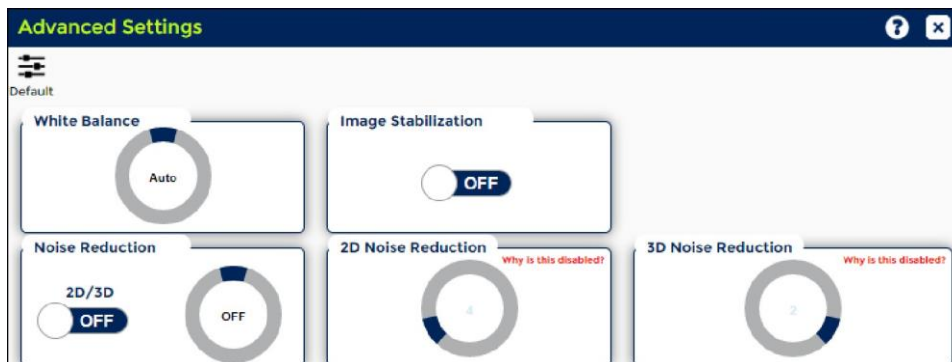 Advanced Settings
?
Default
White Balance
Auto
Image Stabilization
OFF
Noise Reduction
2D/3D
OFF
OFF
2D Noise Reduction
Why is this disabled?
4
3D Noise Reduction
Why is this disabled?
2